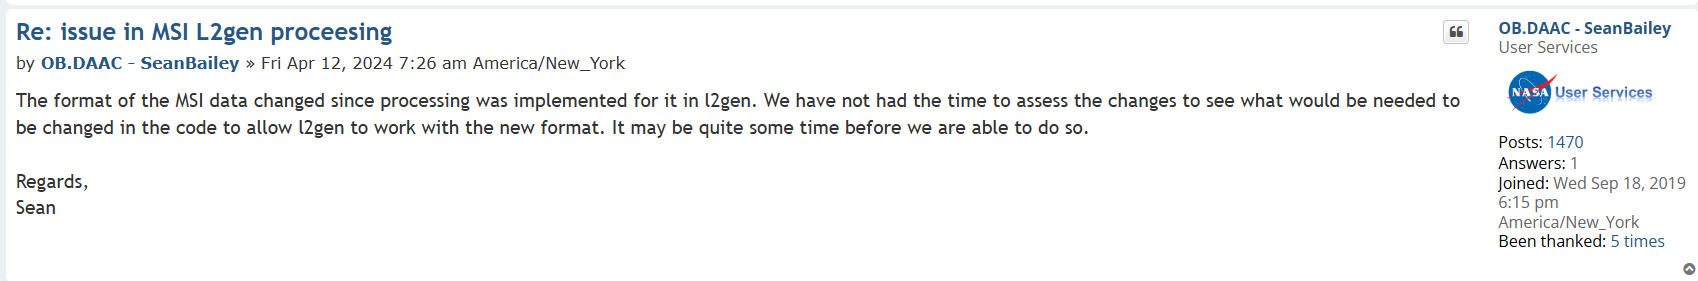 Re: issue in MSI L2gen proceesing
by OB.DAAC - SeanBailey » Fri Apr 12, 2024 7:26 am America/New_York
The format of the MSI data changed since processing was implemented for it in l2gen. We have not had the time to assess the changes to see what would be needed to
be changed in the code to allow l2gen to work with the new format. It may be quite some time before we are able to do so.
Regards,
Sean
OB.DAAC - SeanBailey
User Services
NASA User Services
Posts: 1470
Answers: 1
Joined: Wed Sep 18, 2019
6:15 pm
America/New_York
Been thanked: 5 times